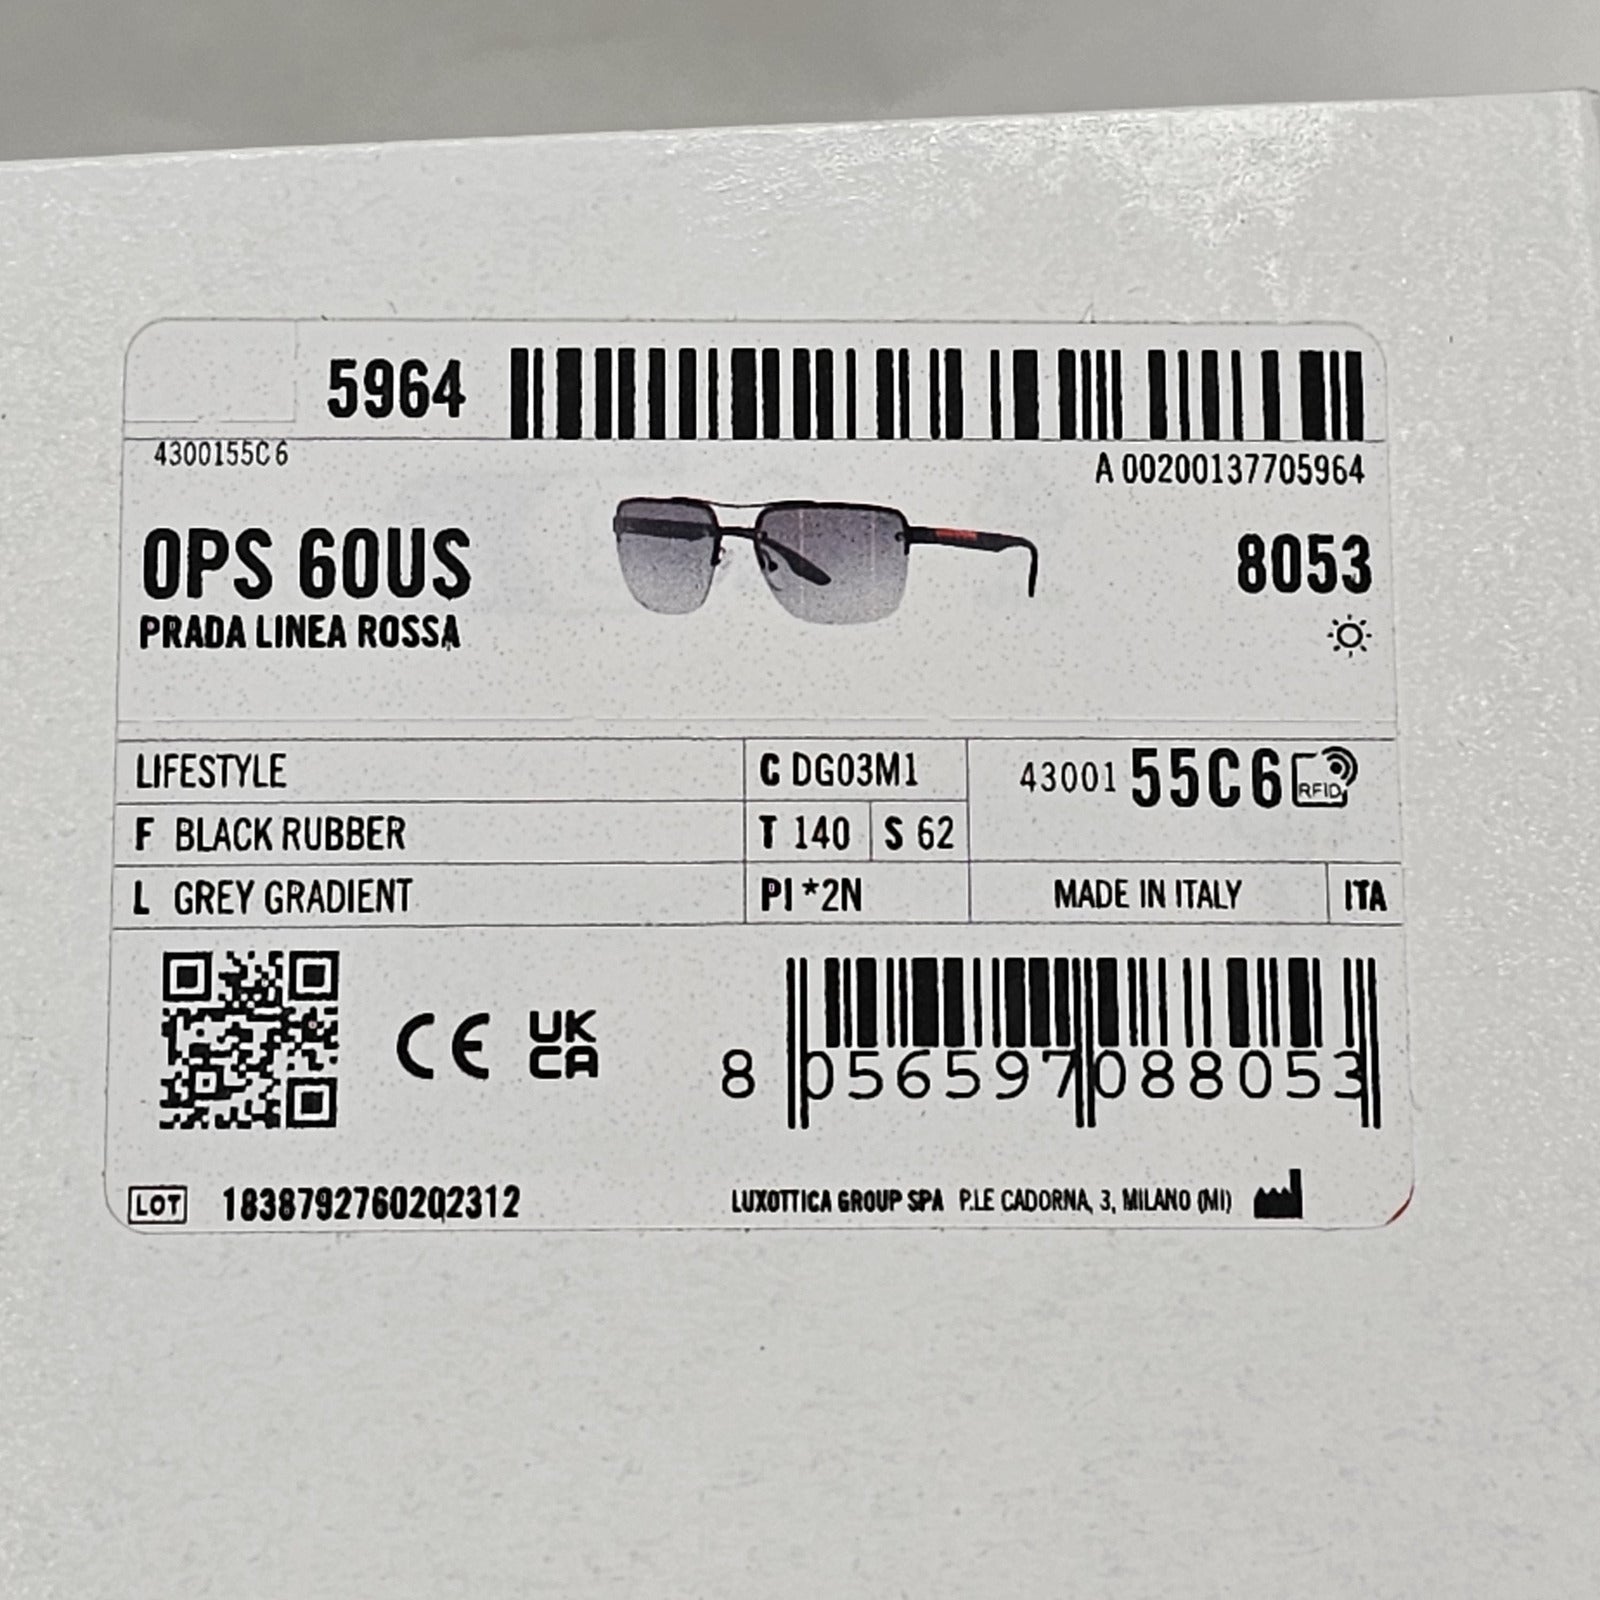 5964
4300155C6
A 00200137705964
0PS 60US
8053
PRADA LINEA ROSSA
LIFESTYLE
C DG03M1
43001 55C6 RFID
F BLACK RUBBER
T 140
S 62
L GREY GRADIENT
PI *2N
MADE IN ITALY
ITA
CE
UK
CA
8 056597 088053
LOT 1838792760202312
LUXOTTICA GROUP SPA P.LE CADORNA, 3, MILANO (MI)